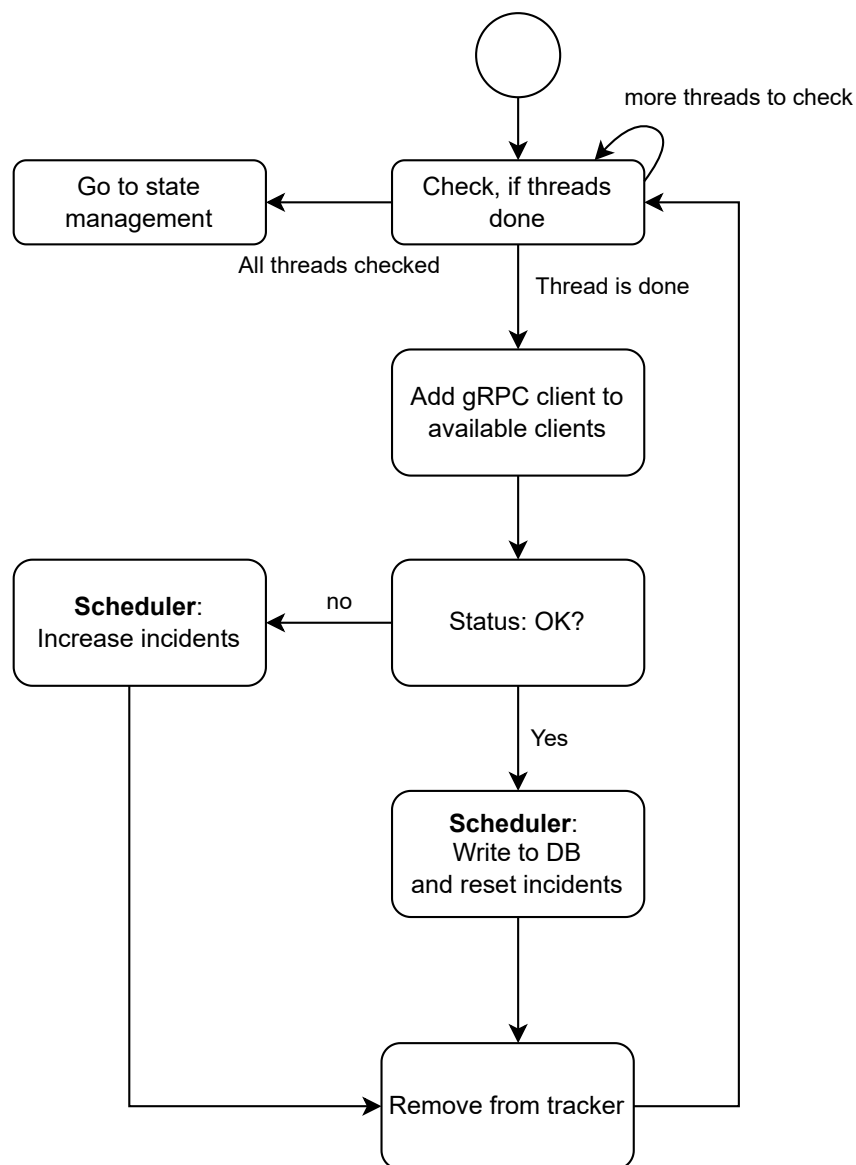 more threads to check
Go to state
management
Check, if threads
done
All threads checked
Thread is done
Add gRPC client to
available clients
Scheduler:
Increase incidents
no
Status: OK?
Yes
Scheduler:
Write to DB
and reset incidents
Remove from tracker